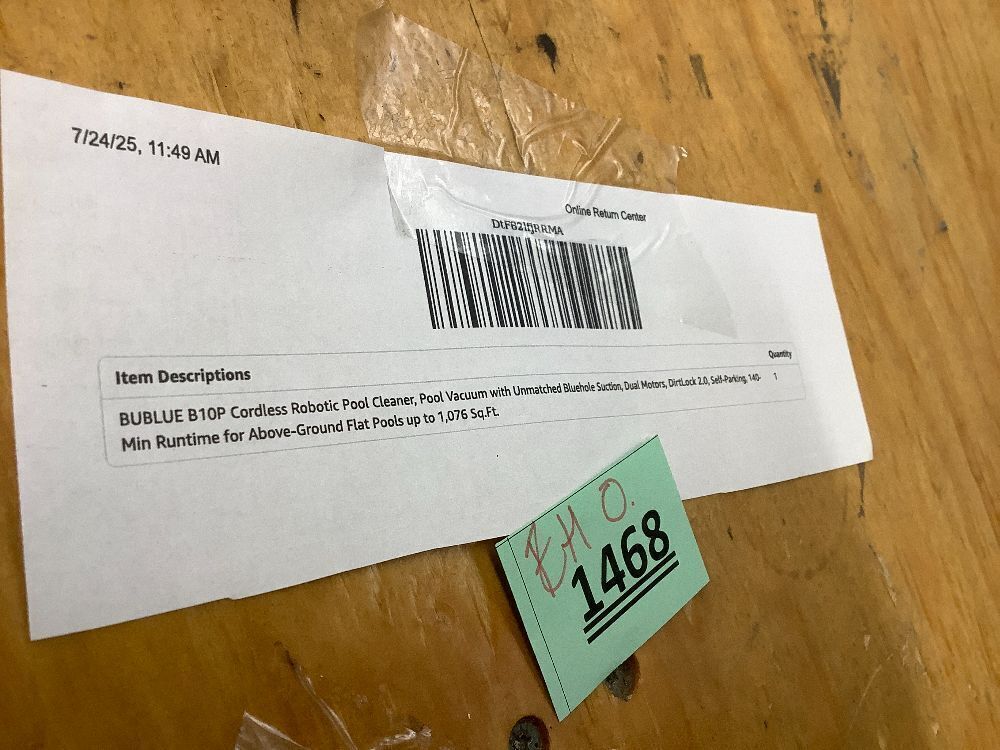 7/24/25, 11:49 AM
Online Return Center
Item Descriptions
Quantity
BUBLUE B10P Cordless Robotic Pool Cleaner, Pool Vacuum with Unmatched Bluehole Suction, Dual Motors, DirtLock 2.0, Self-Parking, 140-
1
Min Runtime for Above-Ground Flat Pools up to 1,076 Sq.Ft.
1468